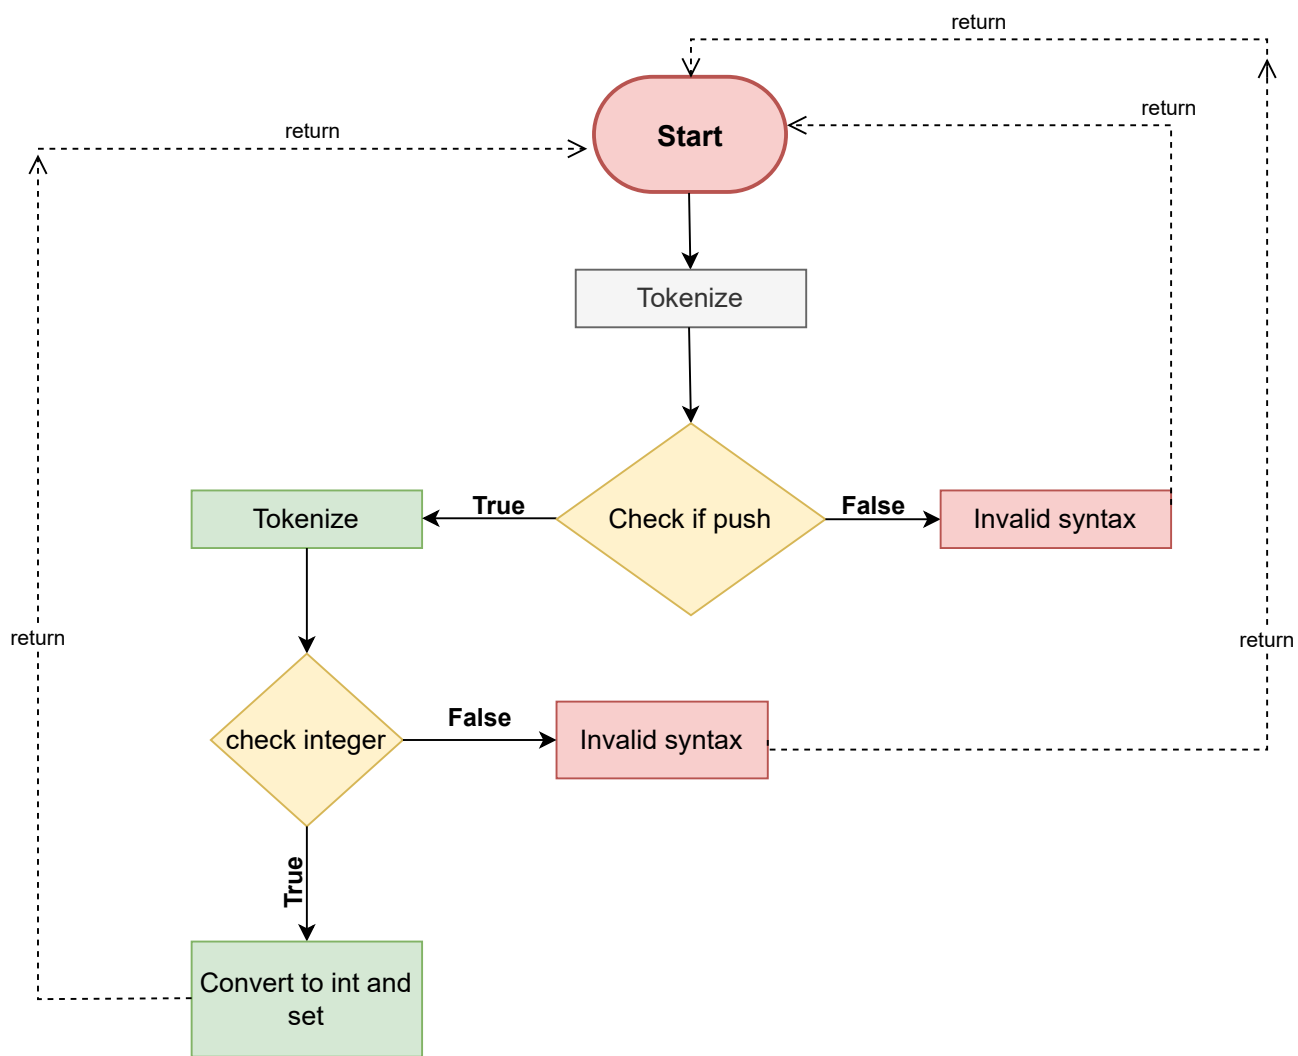 return
return
return
Start
Tokenize
Tokenize
True
Check if push
False
Invalid syntax
return
return
check integer
False
Invalid syntax
True
Convert to int and
set